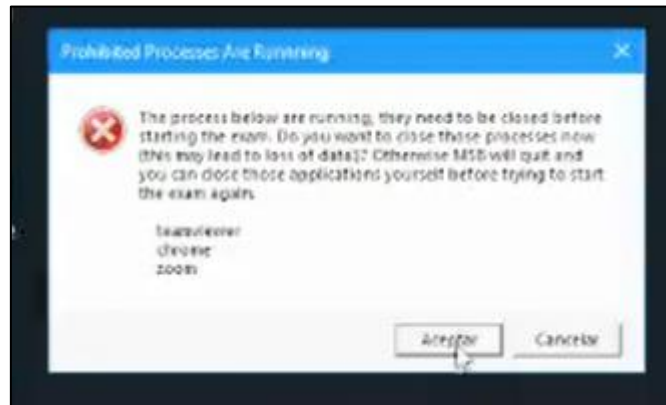 Prohibited Processes Are Runnning
The process below are running, they need to be closed before
starting the exam. Do you want to close those processes now
(this may lead to loss of data)? Otherwise MSB will quit and
you can close those applications yourself before trying to start
the exam again.
teamviewer
chrome
zoom
Aceptar
Cancelar